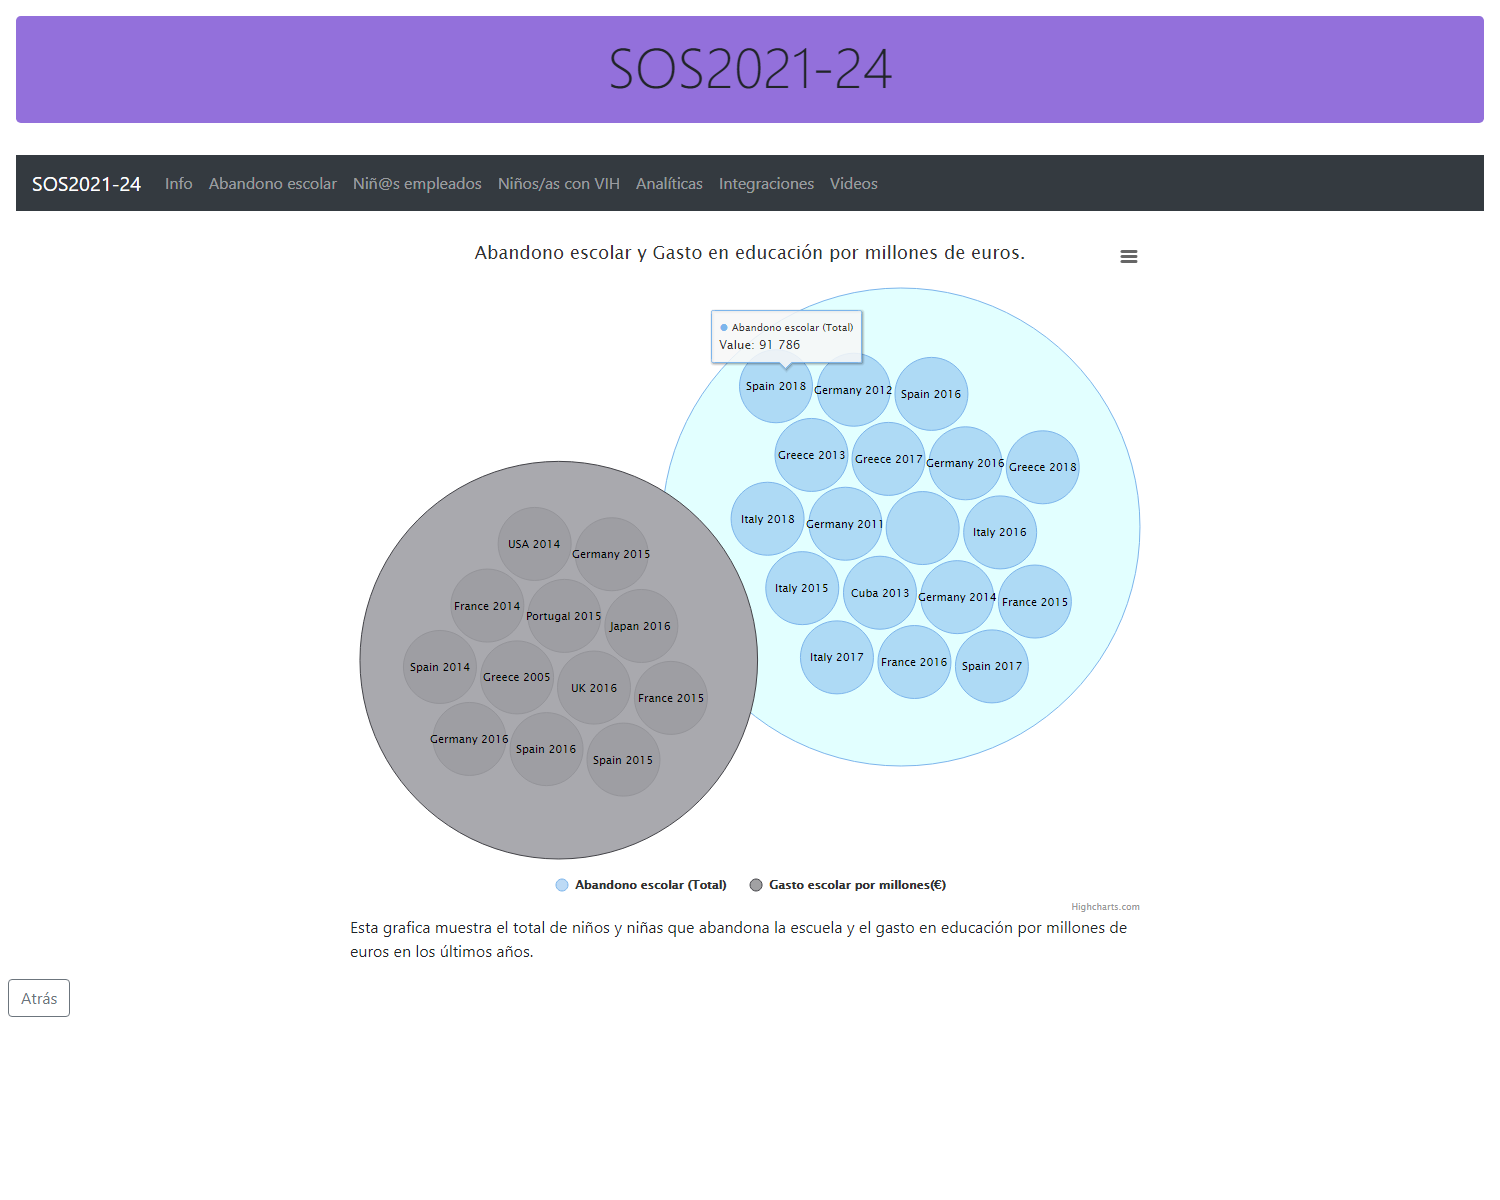 SOS2021-24
SOS2021-24 Info Abandono escolar Niñ@s empleados Niños/as con VIH Analíticas Integraciones Videos
Abandono escolar y Gasto en educación por millones de euros.
Abandono escolar (Total)
Value: 91 786
Spain 2018
Germany 2012
Spain 2016
Greece 2013
Greece 2017
Germany 2016
Greece 2018
Italy 2018
Germany 2011
Italy 2016
Italy 2015
Cuba 2013
Germany 2014
France 2015
Italy 2017
France 2016
Spain 2017
USA 2014
Germany 2015
France 2014
Portugal 2015
Japan 2016
Spain 2014
Greece 2005
UK 2016
France 2015
Germany 2016
Spain 2016
Spain 2015
Abandono escolar (Total) Gasto escolar por millones(€)
Highcharts.com
Esta grafica muestra el total de niños y niñas que abandona la escuela y el gasto en educación por millones de
euros en los últimos años.
Atrás